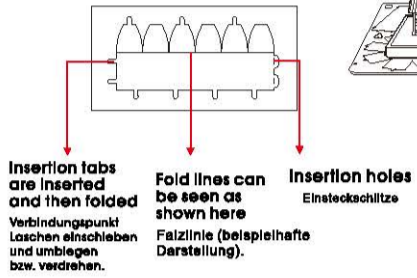 Insertion tabs
are inserted
and then folded
Verbindungspunkt
Laschen einschieben
und umbiegen
bzw. verdrehen.
Fold lines can
be seen as
shown here
Falzlinie (beispielhafte
Darstellung).
Insertion holes
Einsteckschlitze